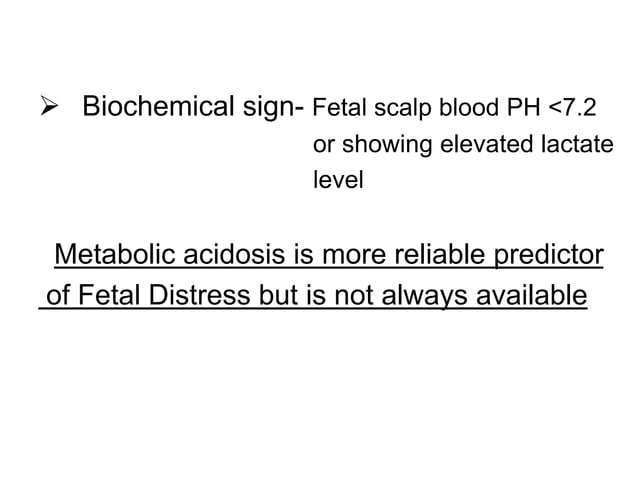 ➢ Biochemical sign- Fetal scalp blood PH <7.2
or showing elevated lactate
level
Metabolic acidosis is more reliable predictor
of Fetal Distress but is not always available